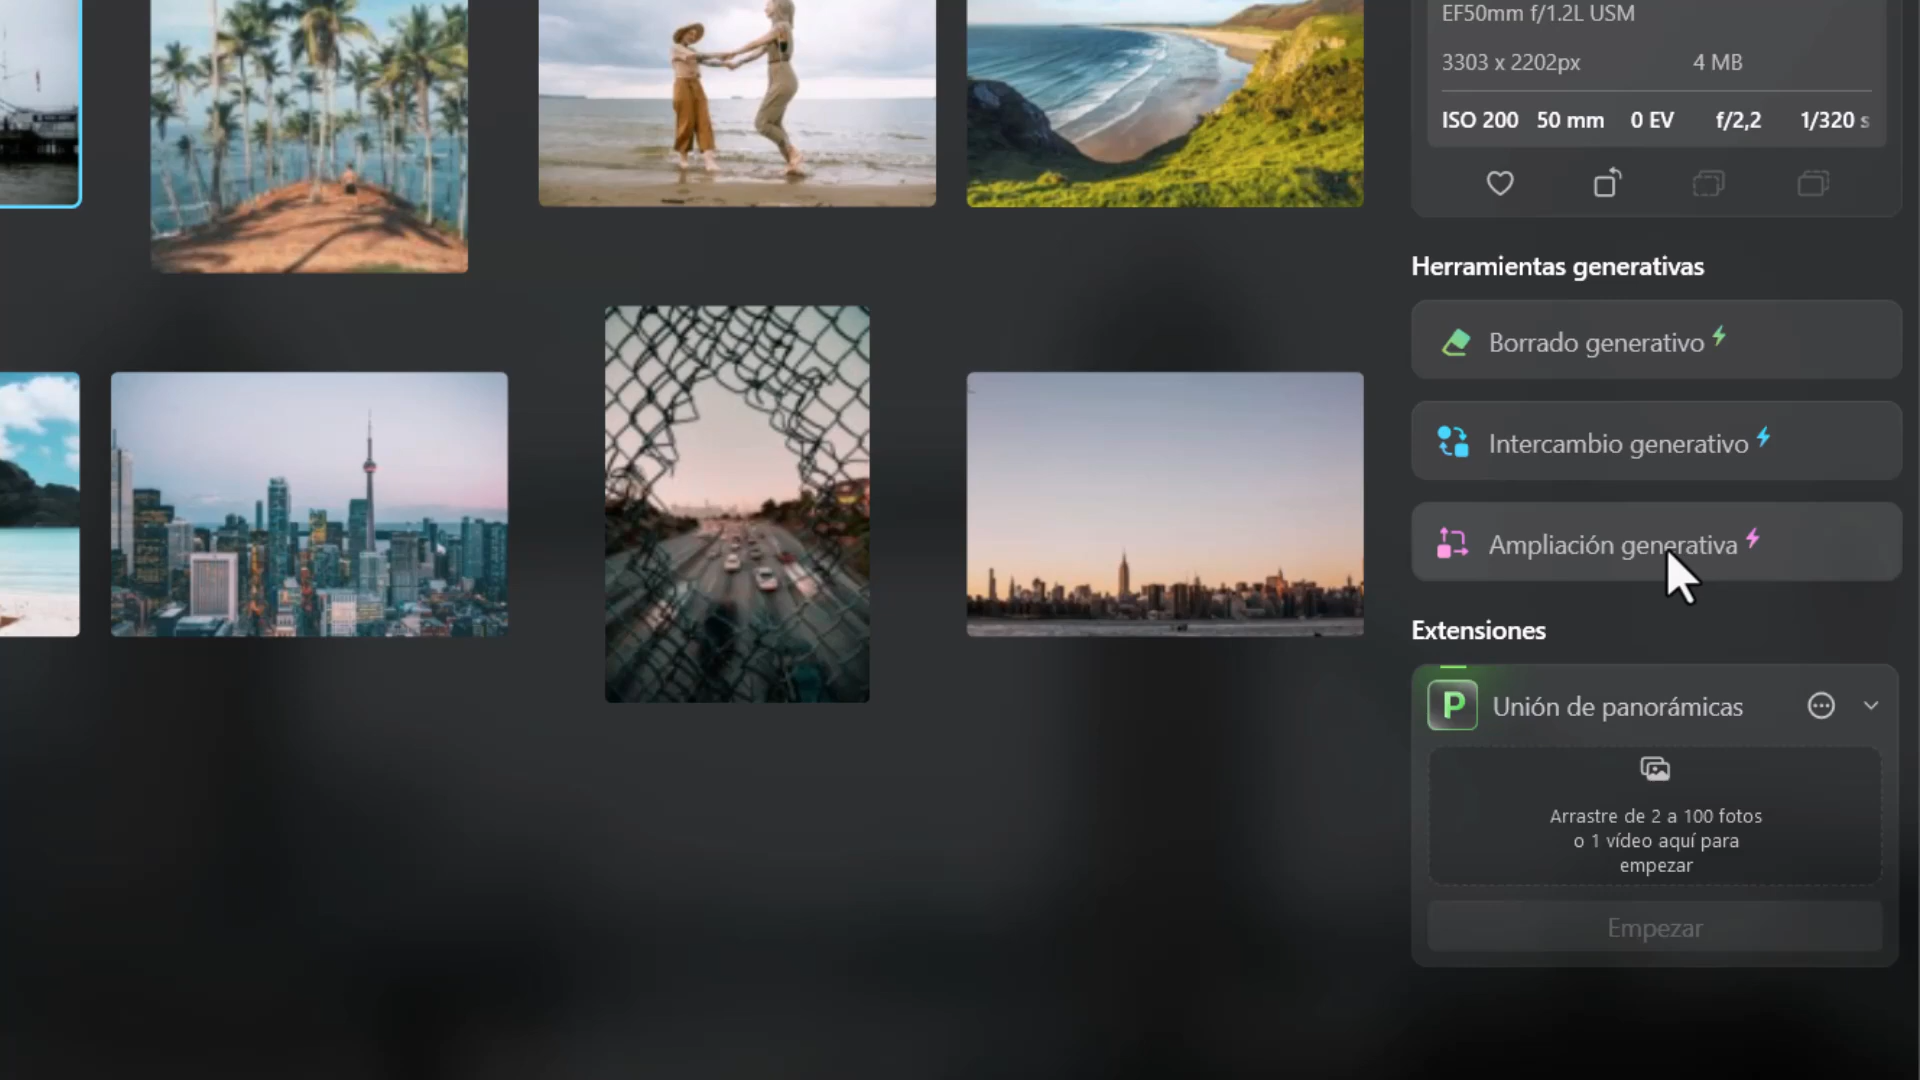 EF50mm f/1.2L USM
3303 x 2202px 4 MB
ISO 200 50 mm 0 EV f/2,2 1/320 s
Herramientas generativas
Borrado generativo
Intercambio generativo
Ampliación generativa
Extensiones
P Unión de panorámicas
Arrastre de 2 a 100 fotos
o 1 vídeo aquí para
empezar
Empezar